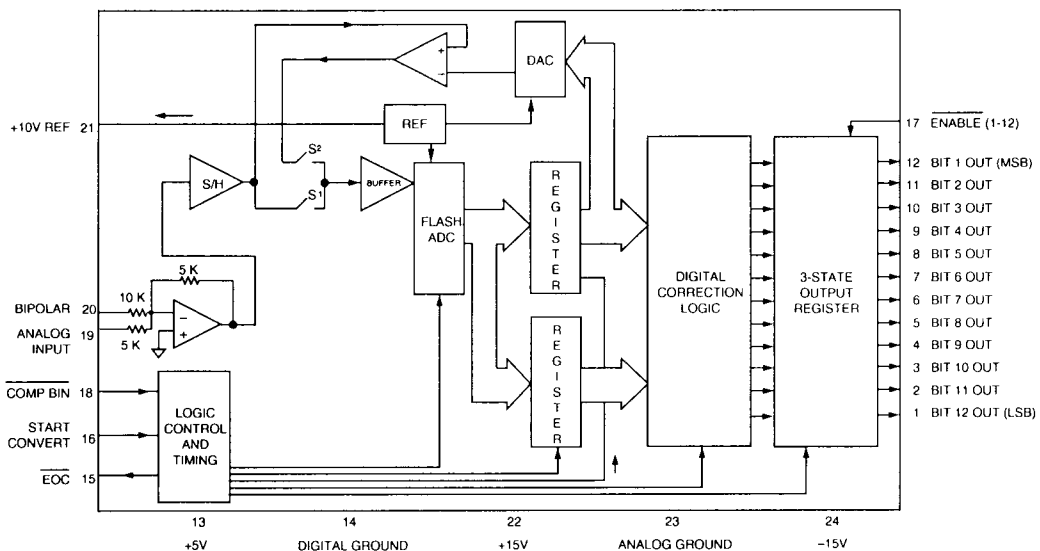 DAC
+
−
+10V REF 21
REF
17 ENABLE (1-12)
S/H
S2
S1
BUFFER
FLASH
ADC
REGISTER
REGISTER
DIGITAL
CORRECTION
LOGIC
3-STATE
OUTPUT
REGISTER
12 BIT 1 OUT (MSB)
11 BIT 2 OUT
10 BIT 3 OUT
9 BIT 4 OUT
8 BIT 5 OUT
7 BIT 6 OUT
6 BIT 7 OUT
5 BIT 8 OUT
4 BIT 9 OUT
3 BIT 10 OUT
2 BIT 11 OUT
1 BIT 12 OUT (LSB)
5 K
10 K
BIPOLAR 20
ANALOG 19
INPUT
5 K
−
+
COMP BIN 18
START
CONVERT 16
EOC 15
LOGIC
CONTROL
AND
TIMING
13 14 22 23 24
+5V DIGITAL GROUND +15V ANALOG GROUND −15V